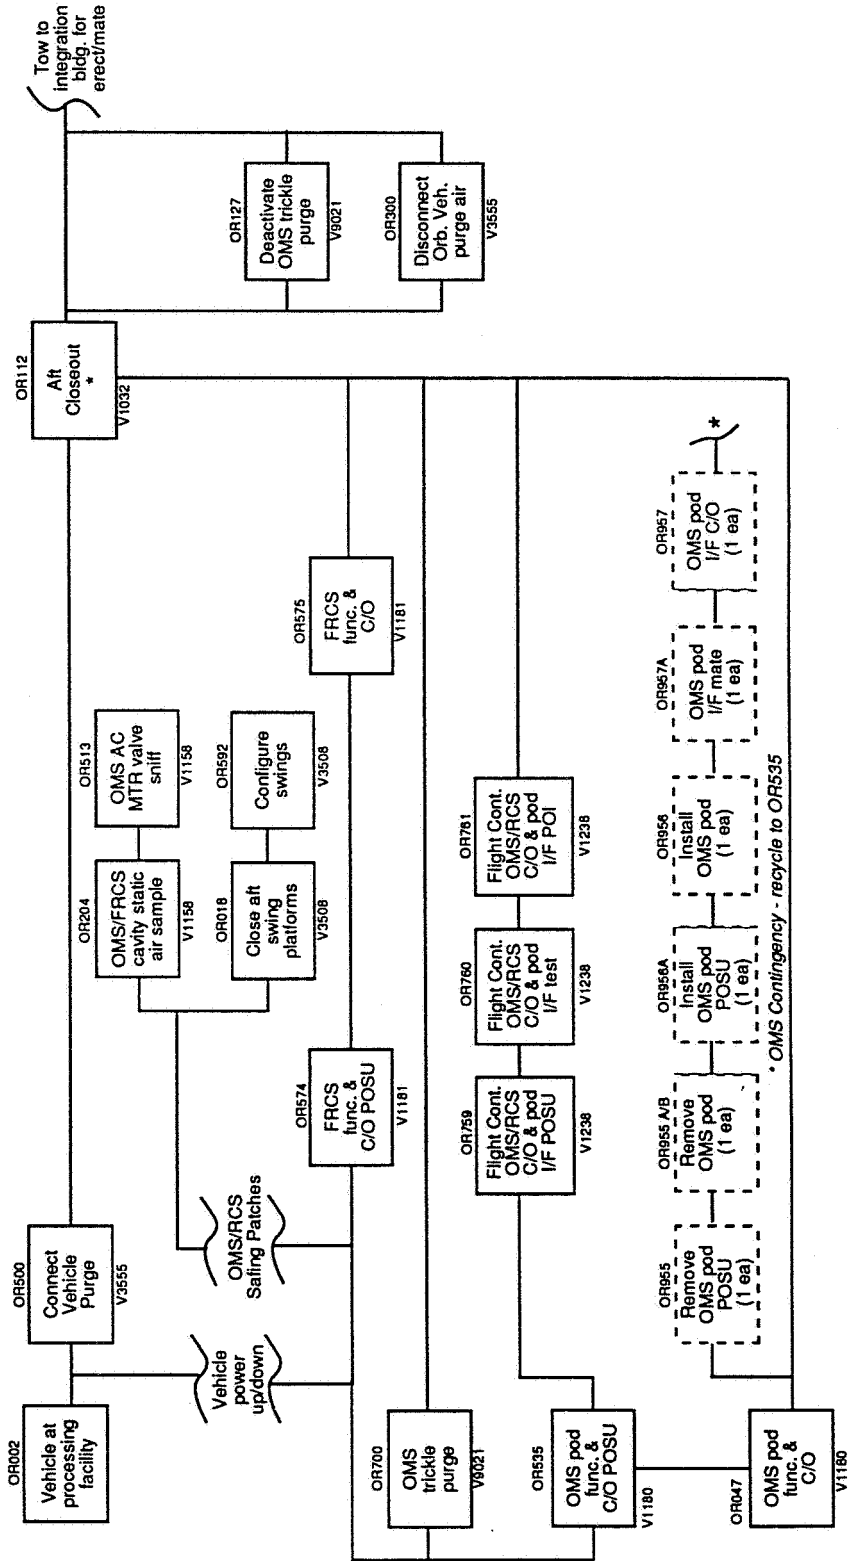 OR002
Vehicle at
processing
facility
OR500
Connect
Vehicle
Purge
V3555
OR112
Aft
Closeout
*
V1032
Tow to
integration
bldg. for
erect/mate
OR127
Deactivate
OMS trickle
purge
V9021
OR300
Disconnect
Orb. Veh.
purge air
V3555
Vehicle
power
up/down
OMS/RCS
Safing Patches
OR204
OMS/FRCS
cavity static
air sample
V1158
OR513
OMS AC
MTR valve
sniff
V1158
OR018
Close aft
swing
platforms
V3508
OR592
Configure
swings
V3508
OR574
FRCS
func. &
C/O POSU
V1181
OR575
FRCS
func. &
C/O
V1181
OR700
OMS
trickle
purge
V9021
OR535
OMS pod
func. &
C/O POSU
V1180
OR759
Flight Cont.
OMS/RCS
C/O & pod
I/F POSU
V1238
OR760
Flight Cont.
OMS/RCS
C/O & pod
I/F test
V1238
OR761
Flight Cont.
OMS/RCS
C/O & pod
I/F POI
V1238
OR047
OMS pod
func. &
C/O
V1180
OR955
Remove
OMS pod
POSU
(1 ea)
OR955 A/B
Remove
OMS pod
(1 ea)
OR956A
Install
OMS pod
POSU
(1 ea)
OR956
Install
OMS pod
(1 ea)
OR957A
OMS pod
I/F mate
(1 ea)
OR957
OMS pod
I/F C/O
(1 ea)
*
* OMS Contingency - recycle to OR535